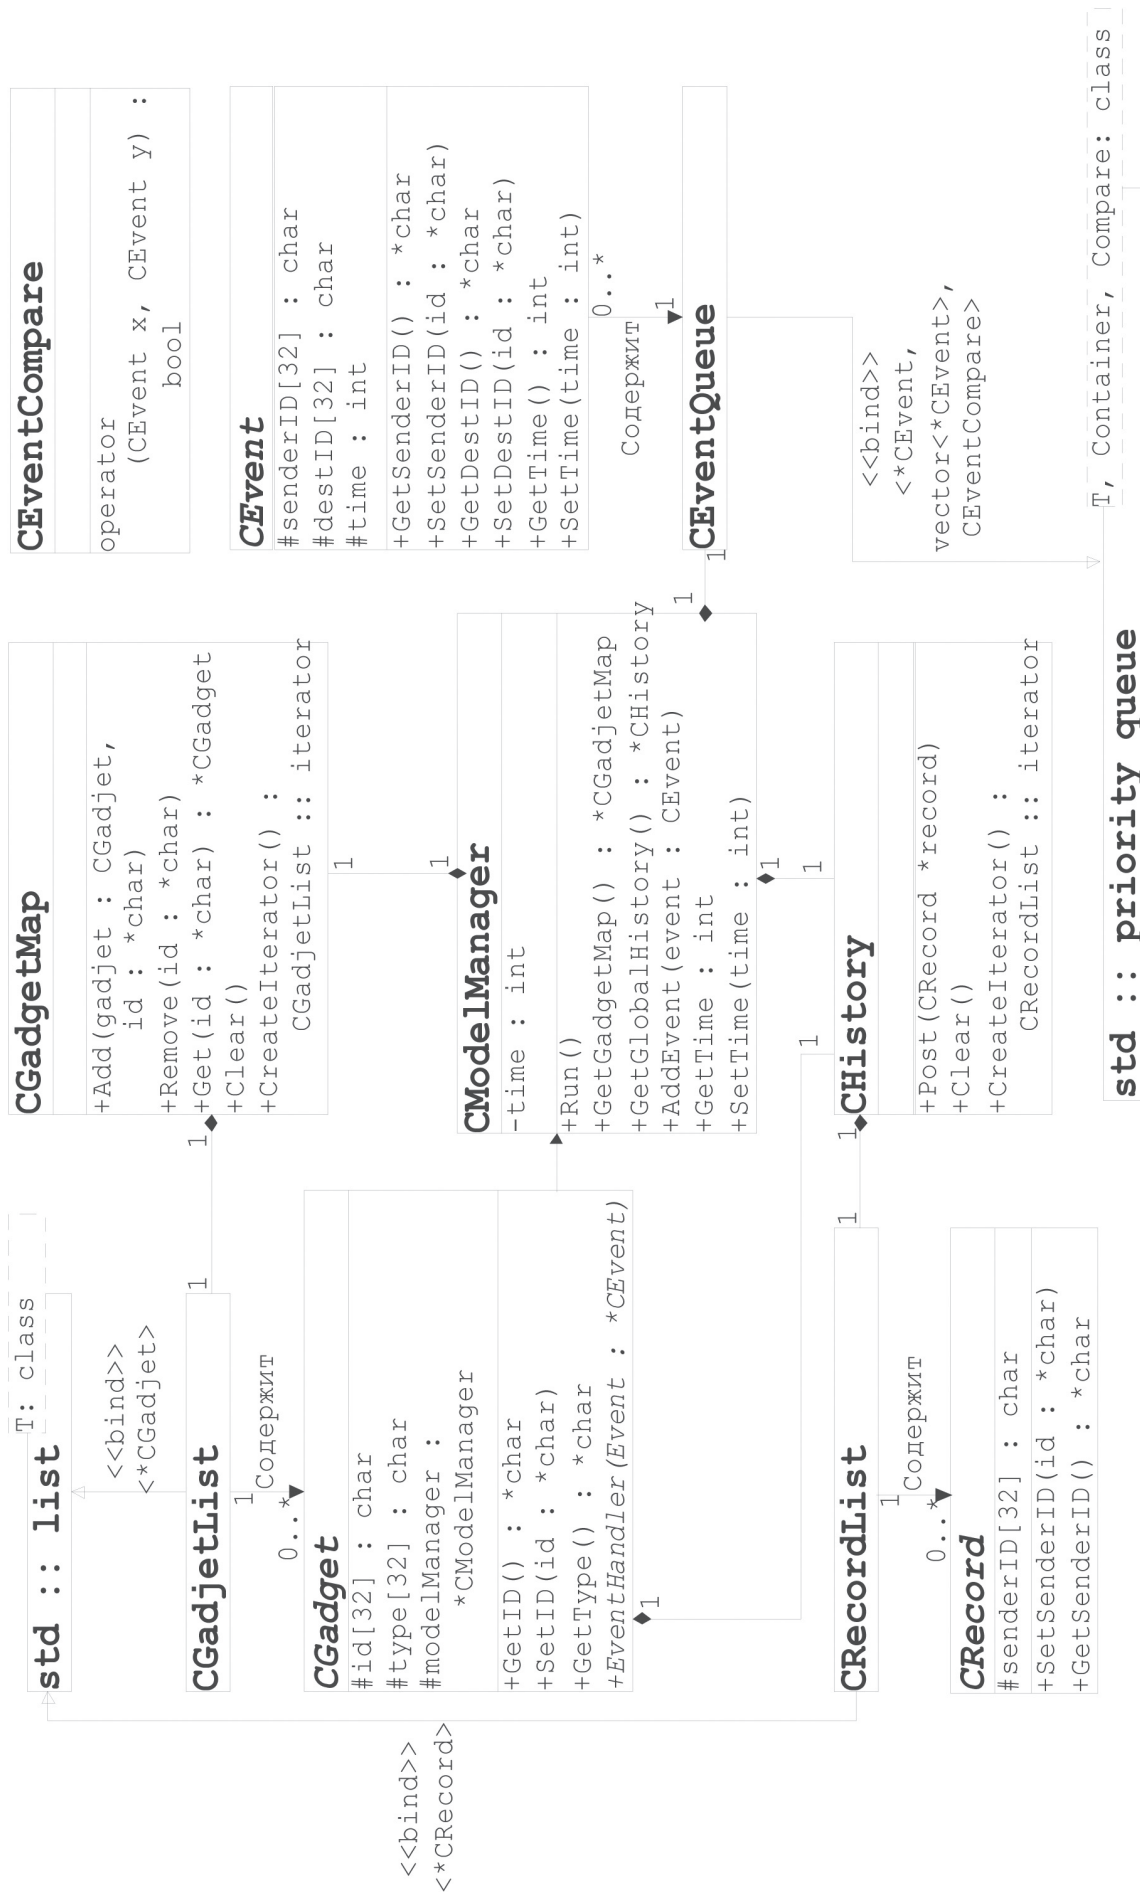 std :: list
T: class
<<bind>>
<*CGadjet>
CGadjetList
1
1
Содержит
0..*
CGadget
#id[32] : char
#type[32] : char
#modelManager :
*CModelManager
+GetID() : *char
+SetID(id : *char)
+GetType() : *char
+EventHandler(Event : *CEvent)
1
<<bind>>
<*CRecord>
CRecordList
1
1
Содержит
0..*
CRecord
#senderID[32] : char
+SetSenderID(id : *char)
+GetSenderID() : *char
CGadgetMap
+Add(gadjet : CGadjet,
id : *char)
+Remove(id : *char)
+Get(id : *char) : *CGadget
+Clear()
+CreateIterator() :
CGadjetList :: iterator
1
1
1
CModelManager
-time : int
+Run()
+GetGadgetMap() : *CGadjetMap
+GetGlobalHistory() : *CHistory
+AddEvent(event : CEvent)
+GetTime : int
+SetTime(time : int)
1
1
1
1
1
CHistory
+Post(CRecord *record)
+Clear()
+CreateIterator() :
CRecordList :: iterator
CEventCompare
operator
(CEvent x, CEvent y) :
bool
CEvent
#senderID[32] : char
#destID[32] : char
#time : int
+GetSenderID() : *char
+SetSenderID(id : *char)
+GetDestID() : *char
+SetDestID(id : *char)
+GetTime() : int
+SetTime(time : int)
0..*
Содержит
1
CEventQueue
1
<<bind>>
<*CEvent,
vector<*CEvent>,
CEventCompare>
T, Container, Compare: class
std :: priority queue